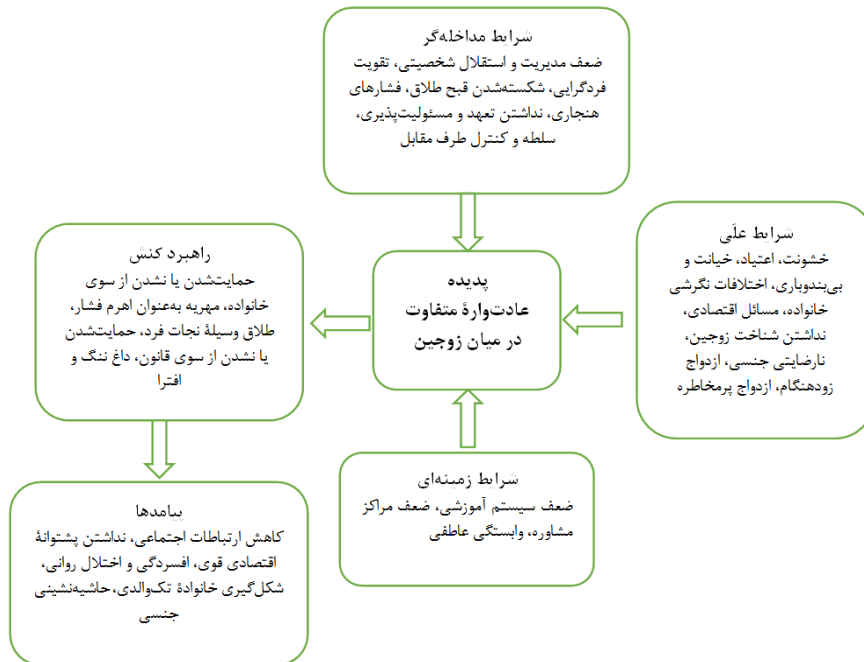 شرایط مداخله‌گر
ضعف مدیریت و استقلال شخصیتی، تقویت
فردگرایی، شکسته‌شدن قبح طلاق، فشارهای
هنجاری، نداشتن تعهد و مسئولیت‌پذیری،
سلطه و کنترل طرف مقابل
شرایط علّی
خشونت، اعتیاد، خیانت و
بی‌بندوباری، اختلافات نگرشی
خانواده، مسائل اقتصادی،
نداشتن شناخت زوجین،
نارضایتی جنسی، ازدواج
زودهنگام، ازدواج پرمخاطره
پدیده
عادت‌وارۀ متفاوت
در میان زوجین
راهبرد کنش
حمایت‌شدن یا نشدن از سوی
خانواده، مهریه به‌عنوان اهرم فشار،
طلاق وسیلۀ نجات فرد، حمایت‌شدن
یا نشدن از سوی قانون، داغ ننگ و
افترا
شرایط زمینه‌ای
ضعف سیستم آموزشی، ضعف مراکز
مشاوره، وابستگی عاطفی
پیامدها
کاهش ارتباطات اجتماعی، نداشتن پشتوانۀ
اقتصادی قوی، افسردگی و اختلال روانی،
شکل‌گیری خانوادۀ تک‌والدی، حاشیه‌نشینی
جنسی